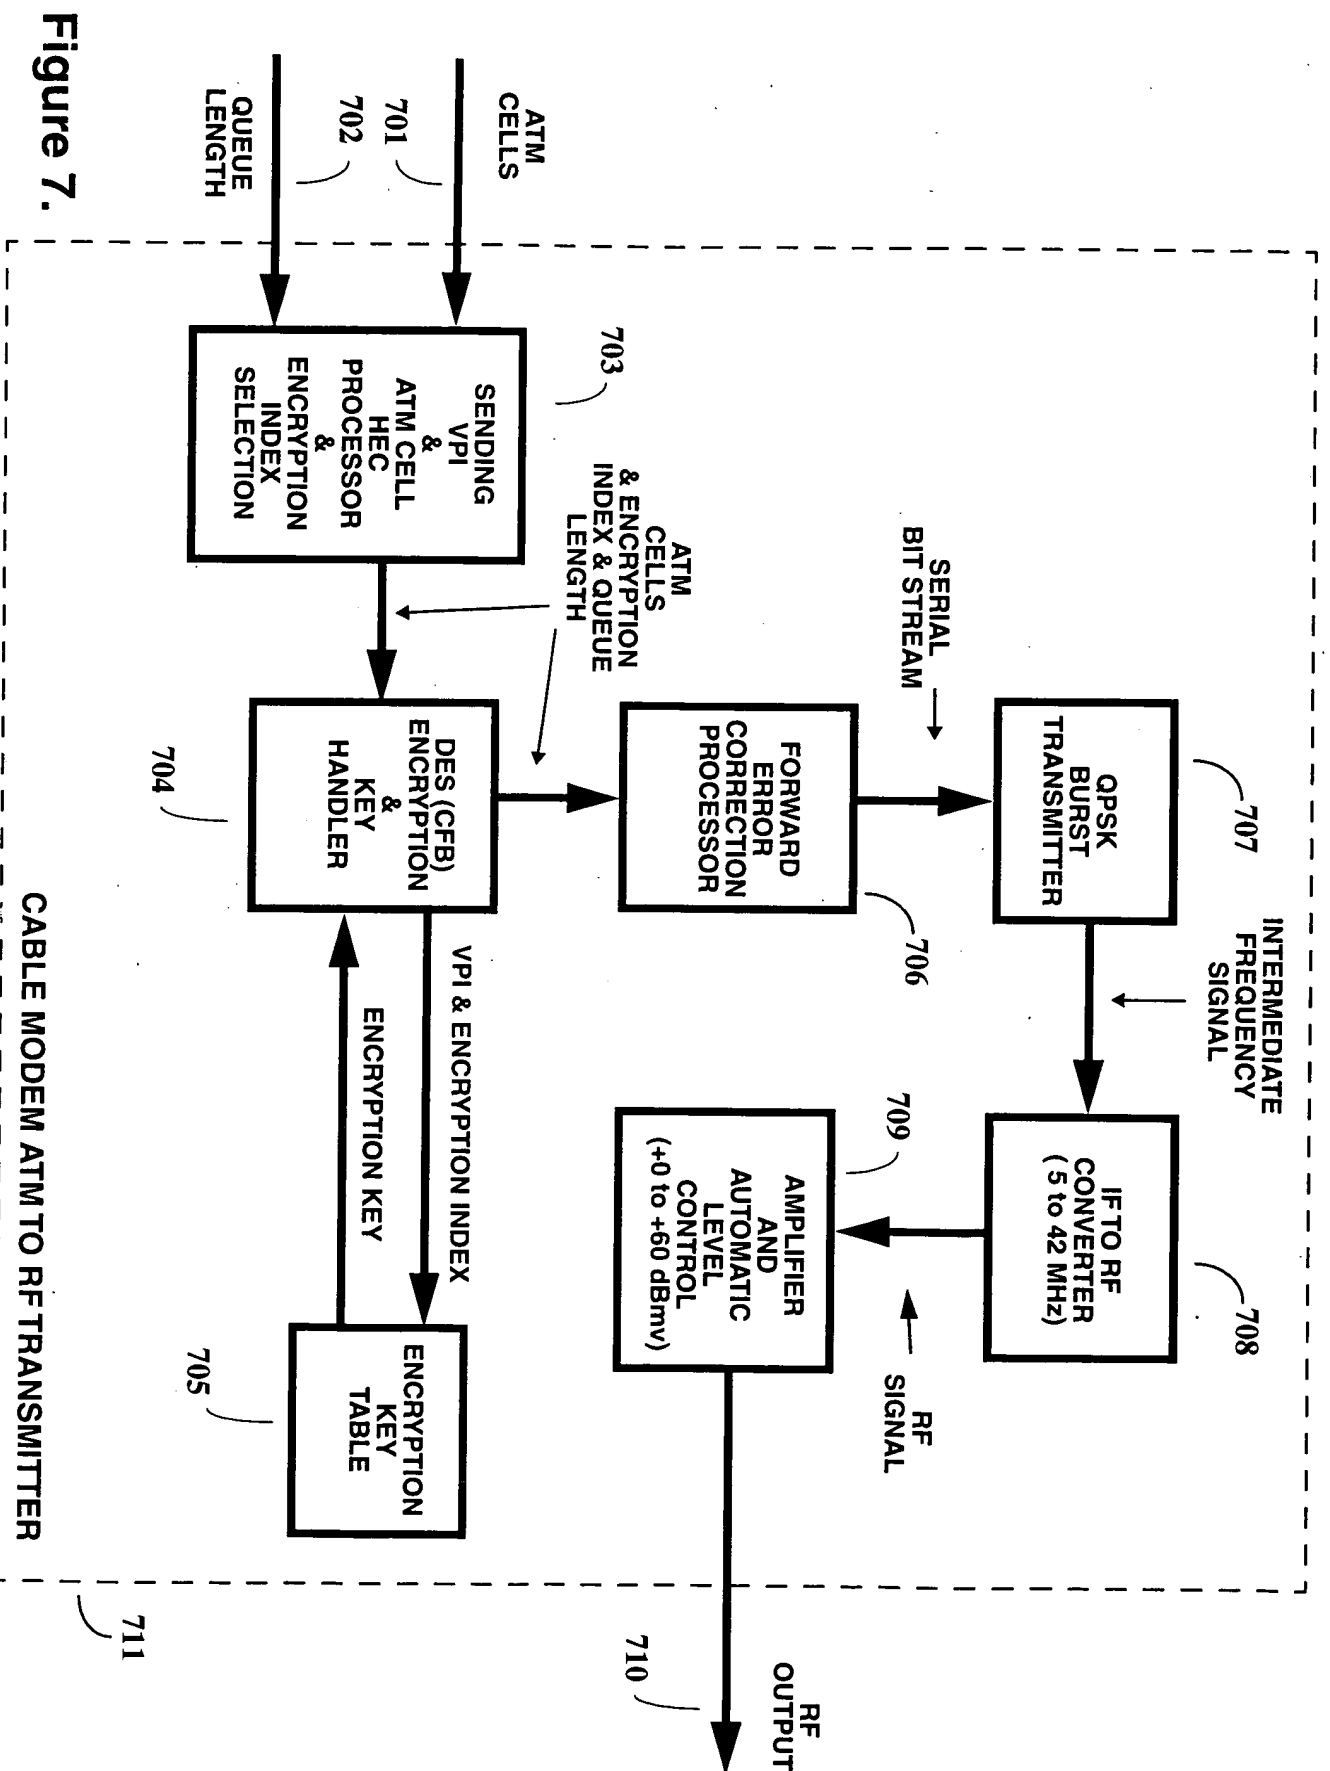 707
708
QPSK
BURST
TRANSMITTER
INTERMEDIATE
FREQUENCY
SIGNAL
IF TO RF
CONVERTER
( 5 to 42 MHz)
SERIAL
BIT STREAM
RF
SIGNAL
706
709
FORWARD
ERROR
CORRECTION
PROCESSOR
AMPLIFIER
AND
AUTOMATIC
LEVEL
CONTROL
(+0 to +60 dBmv)
RF
OUTPUT
710
ATM
CELLS
& ENCRYPTION
INDEX & QUEUE
LENGTH
703
ATM
CELLS
701
702
QUEUE
LENGTH
SENDING
VPI
&
ATM CELL
HEC
PROCESSOR
&
ENCRYPTION
INDEX
SELECTION
DES (CFB)
ENCRYPTION
&
KEY
HANDLER
704
VPI & ENCRYPTION INDEX
ENCRYPTION KEY
ENCRYPTION
KEY
TABLE
705
711
CABLE MODEM ATM TO RF TRANSMITTER
Figure 7.